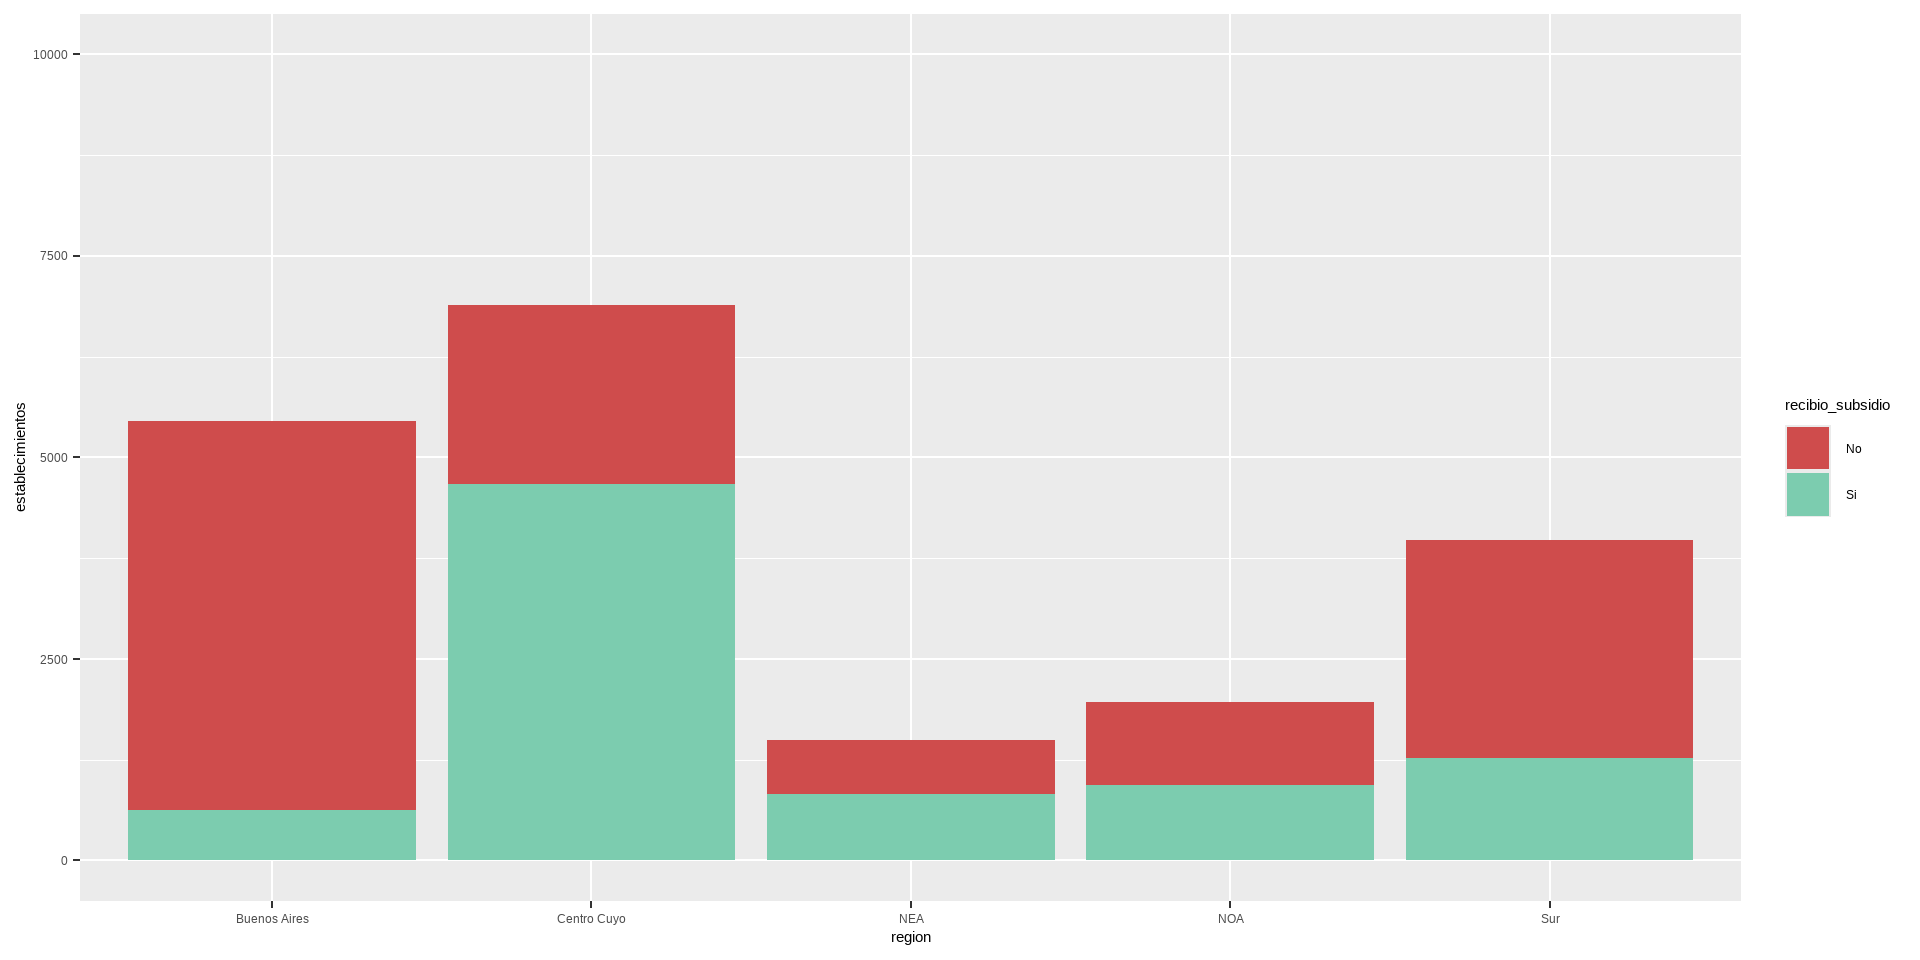 10000
7500
5000
2500
0
establecimientos
Buenos Aires
Centro Cuyo
NEA
NOA
Sur
region
recibio_subsidio
No
Si